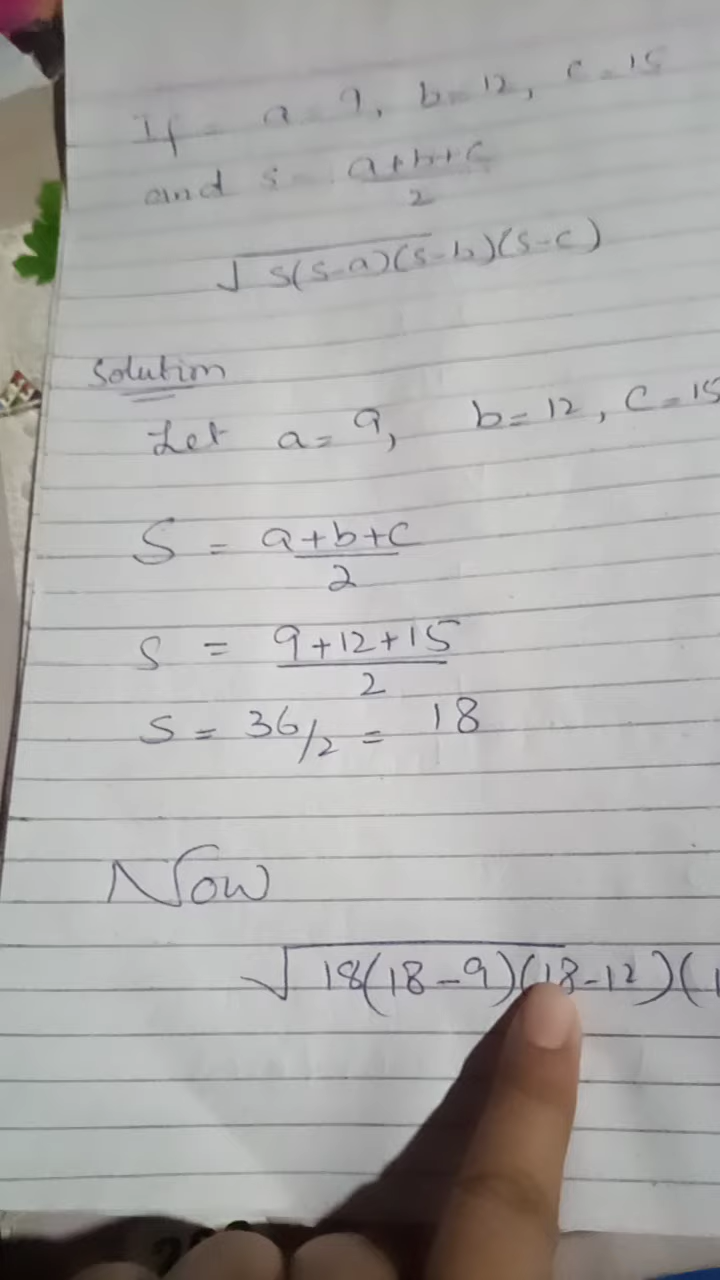 If = a = 9, b = 12, c = 15
and s = a+b+c/2
√s(s-a)(s-b)(s-c)
Solution
Let a = 9, b = 12, c = 15
S = a+b+c/2
S = 9+12+15/2
S = 36/2 = 18
Now
√18(18-9)(18-12)(1